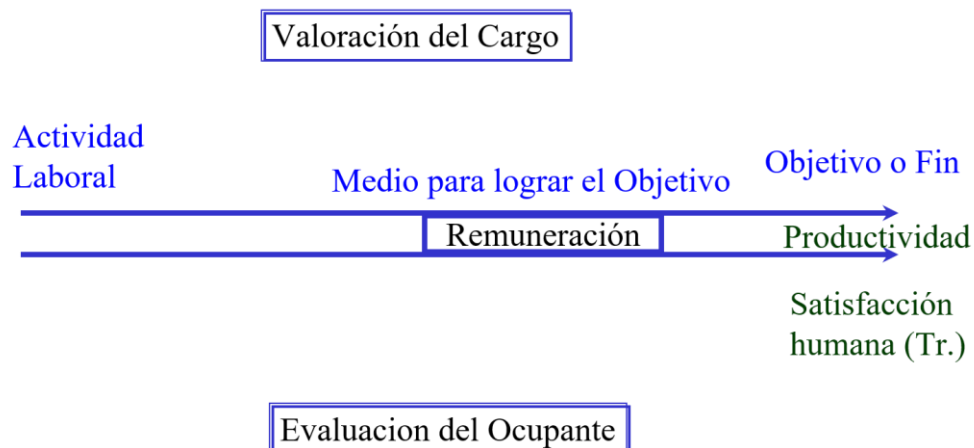 Valoración del Cargo
Actividad
Laboral
Medio para lograr el Objetivo
Objetivo o Fin
Remuneración
Productividad
Satisfacción
humana (Tr.)
Evaluacion del Ocupante